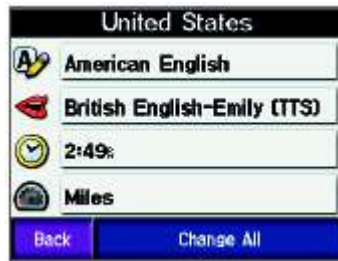 United States
American English
British English-Emily (TTS)
2:49
Miles
Back
Change All